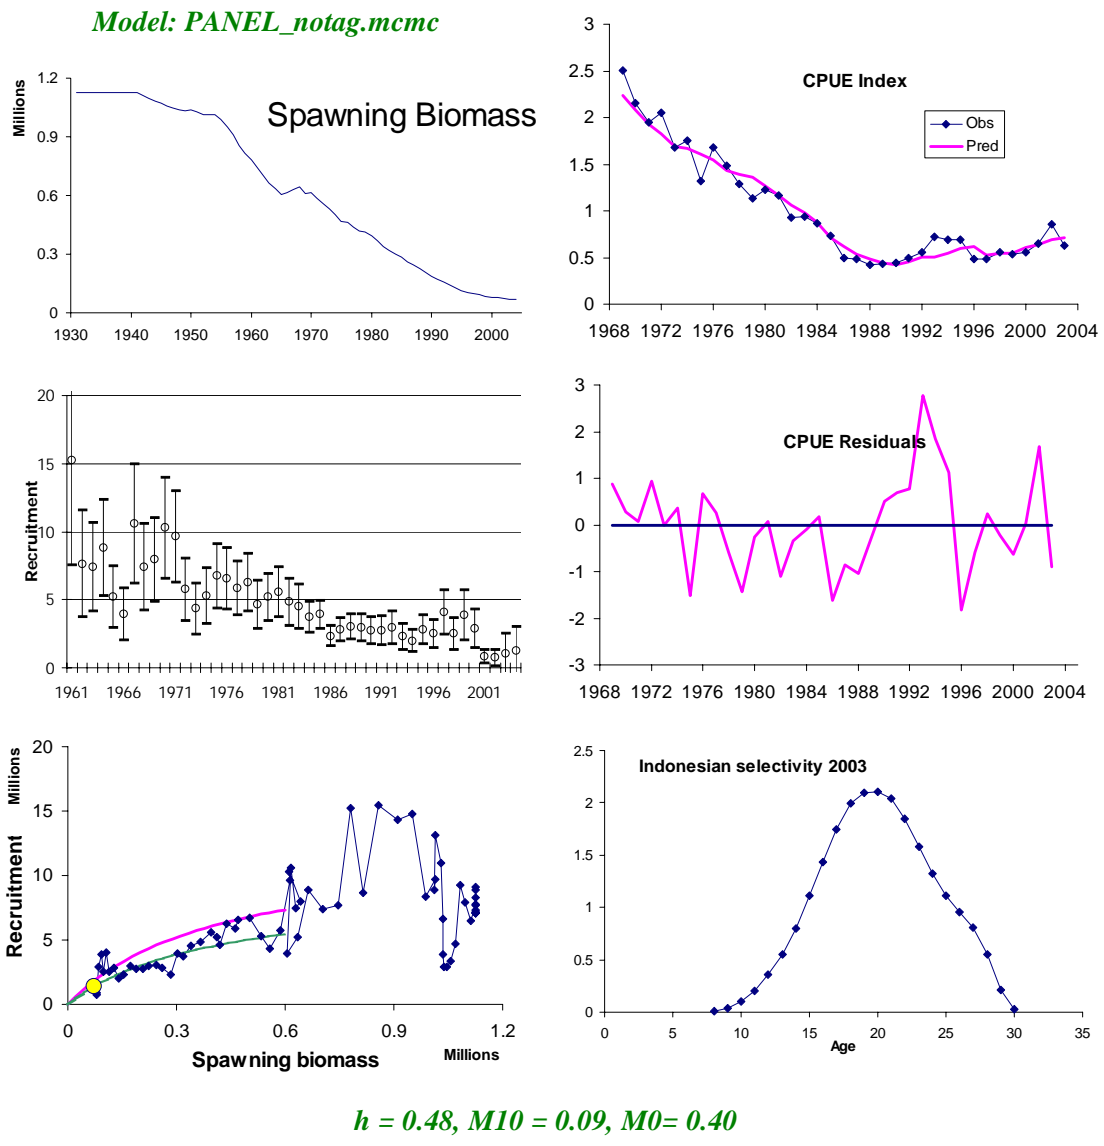 Model: PANEL_notag.mcmc
Millions
Spawning Biomass
1.2
0.9
0.6
0.3
0
1930 1940 1950 1960 1970 1980 1990 2000
CPUE Index
Obs
Pred
3
2.5
2
1.5
1
0.5
0
1968 1972 1976 1980 1984 1988 1992 1996 2000 2004
Recruitment
20
15
10
5
0
1961 1966 1971 1976 1981 1986 1991 1996 2001
CPUE Residuals
3
2
1
0
-1
-2
-3
1968 1972 1976 1980 1984 1988 1992 1996 2000 2004
Millions
Recruitment
20
15
10
5
0
0 0.3 0.6 0.9 1.2
Spawning biomass
Millions
Indonesian selectivity 2003
2.5
2
1.5
1
0.5
0
0 5 10 15 20 25 30 35
Age
h = 0.48, M10 = 0.09, M0= 0.40